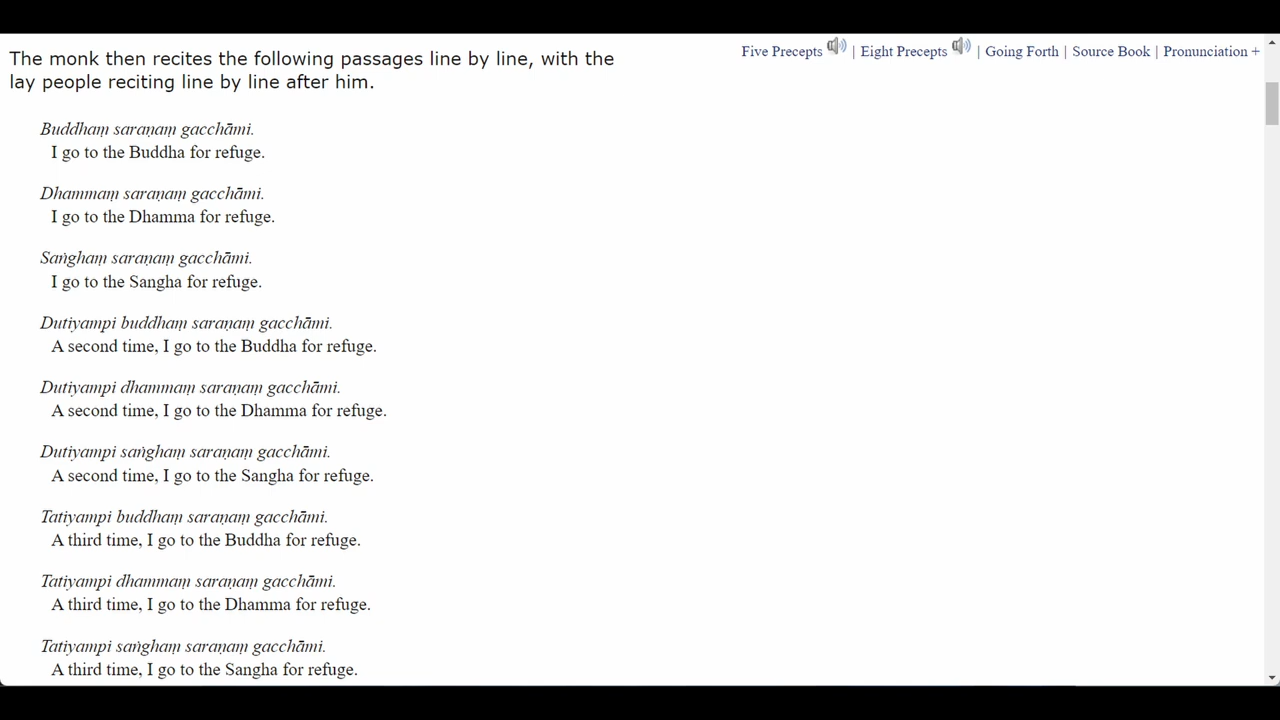 The monk then recites the following passages line by line, with the
lay people reciting line by line after him.
Five Precepts | Eight Precepts | Going Forth | Source Book | Pronunciation +
Buddhaṃ saraṇaṃ gacchāmi.
I go to the Buddha for refuge.
Dhammaṃ saraṇaṃ gacchāmi.
I go to the Dhamma for refuge.
Saṅghaṃ saraṇaṃ gacchāmi.
I go to the Sangha for refuge.
Dutiyampi buddhaṃ saraṇaṃ gacchāmi.
A second time, I go to the Buddha for refuge.
Dutiyampi dhammaṃ saraṇaṃ gacchāmi.
A second time, I go to the Dhamma for refuge.
Dutiyampi saṅghaṃ saraṇaṃ gacchāmi.
A second time, I go to the Sangha for refuge.
Tatiyampi buddhaṃ saraṇaṃ gacchāmi.
A third time, I go to the Buddha for refuge.
Tatiyampi dhammaṃ saraṇaṃ gacchāmi.
A third time, I go to the Dhamma for refuge.
Tatiyampi saṅghaṃ saraṇaṃ gacchāmi.
A third time, I go to the Sangha for refuge.